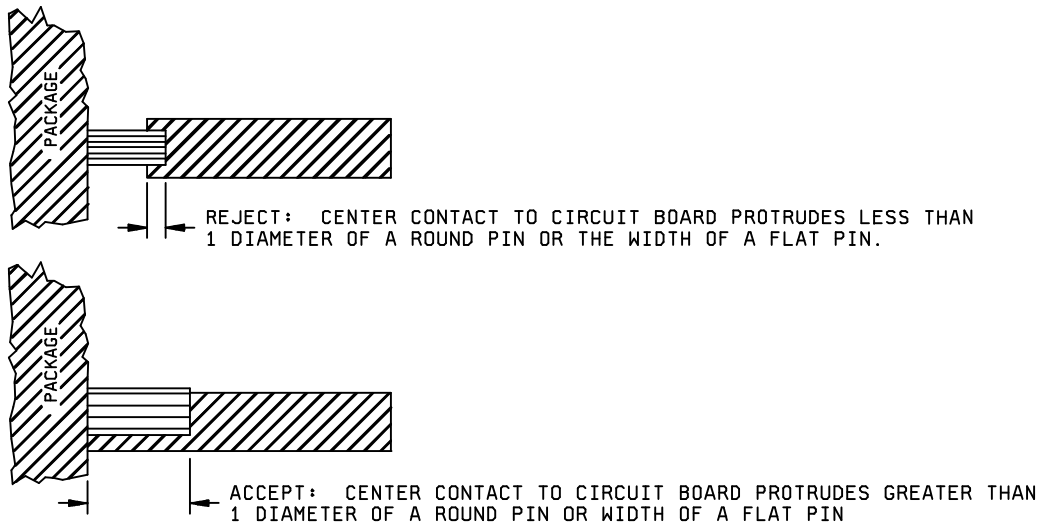 PACKAGE
REJECT: CENTER CONTACT TO CIRCUIT BOARD PROTRUDES LESS THAN
1 DIAMETER OF A ROUND PIN OR THE WIDTH OF A FLAT PIN.
PACKAGE
ACCEPT: CENTER CONTACT TO CIRCUIT BOARD PROTRUDES GREATER THAN
1 DIAMETER OF A ROUND PIN OR WIDTH OF A FLAT PIN